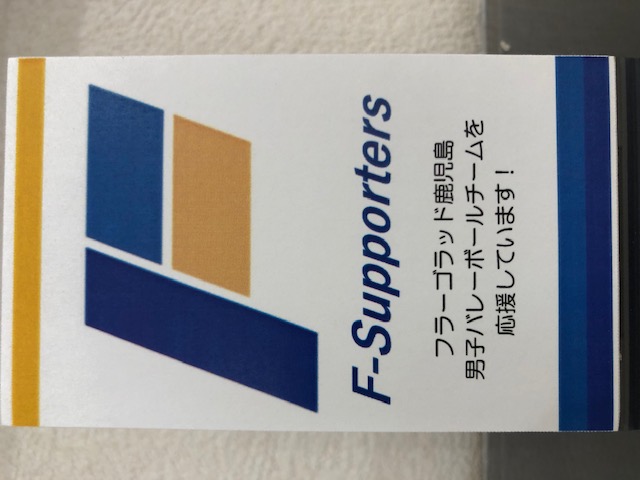 F-Supporters
フラーゴラッド鹿児島
男子バレーボールチームを
応援しています!